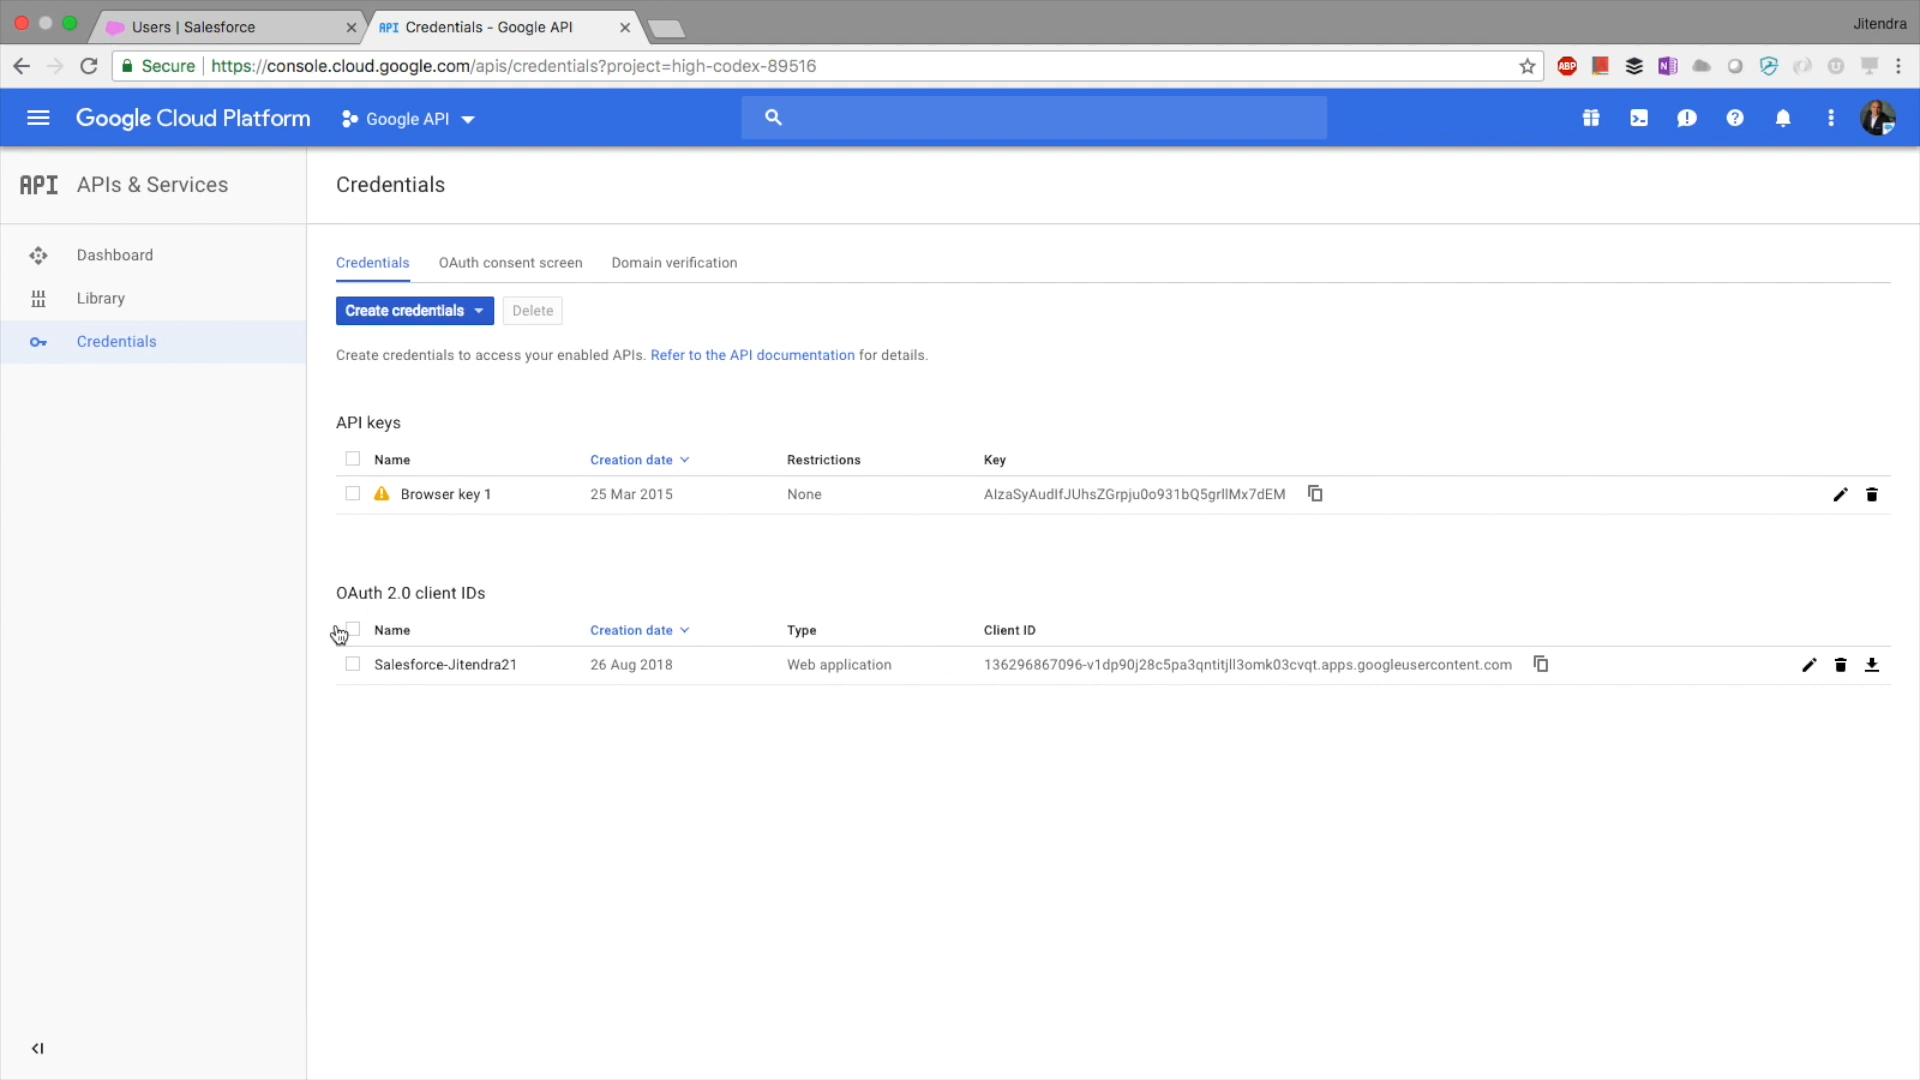 Users | Salesforce
API Credentials - Google API
Jitendra
Secure https://console.cloud.google.com/apis/credentials?project=high-codex-89516
ABP
Google Cloud Platform
Google API
API APIs & Services
Credentials
Dashboard
Library
Credentials
Credentials OAuth consent screen Domain verification
Create credentials Delete
Create credentials to access your enabled APIs. Refer to the API documentation for details.
API keys
Name Creation date Restrictions Key
Browser key 1 25 Mar 2015 None AIzaSyAudIfJUhsZGrpju0o931bQ5grIlMx7dEM
OAuth 2.0 client IDs
Name Creation date Type Client ID
Salesforce-Jitendra21 26 Aug 2018 Web application 136296867096-v1dp90j28c5pa3qntitjll3omk03cvqt.apps.googleusercontent.com